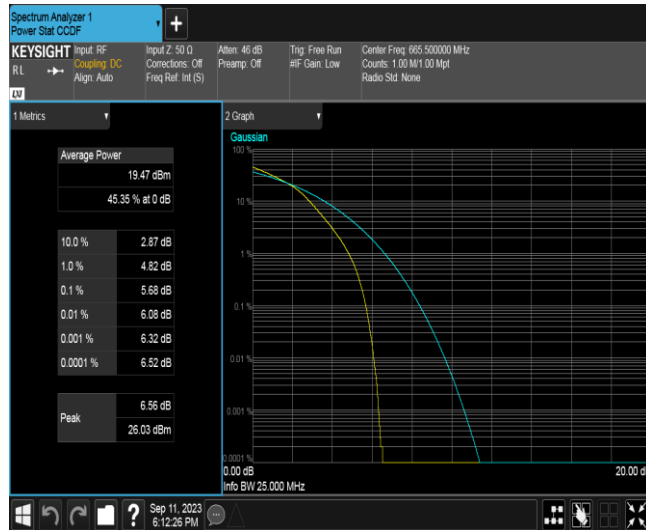 Spectrum Analyzer 1
Power Stat CCDF
+
KEYSIGHT
RL
LXI
Input: RF
Coupling: DC
Align: Auto
Input Z: 50 Ω
Corrections: Off
Freq Ref: Int (S)
Atten: 46 dB
Preamp: Off
Trig: Free Run
#IF Gain: Low
Center Freq: 665.500000 MHz
Counts: 1.00 M/1.00 Mpt
Radio Std: None
1 Metrics
Average Power
19.47 dBm
45.35 % at 0 dB
10.0 % 2.87 dB
1.0 % 4.82 dB
0.1 % 5.68 dB
0.01 % 6.08 dB
0.001 % 6.32 dB
0.0001 % 6.52 dB
Peak
6.56 dB
26.03 dBm
2 Graph
Gaussian
100 %
10 %
1 %
0.1 %
0.01 %
0.001 %
0.0001 %
0.00 dB
20.00 d
Info BW 25.000 MHz
?
Sep 11, 2023
6:12:26 PM